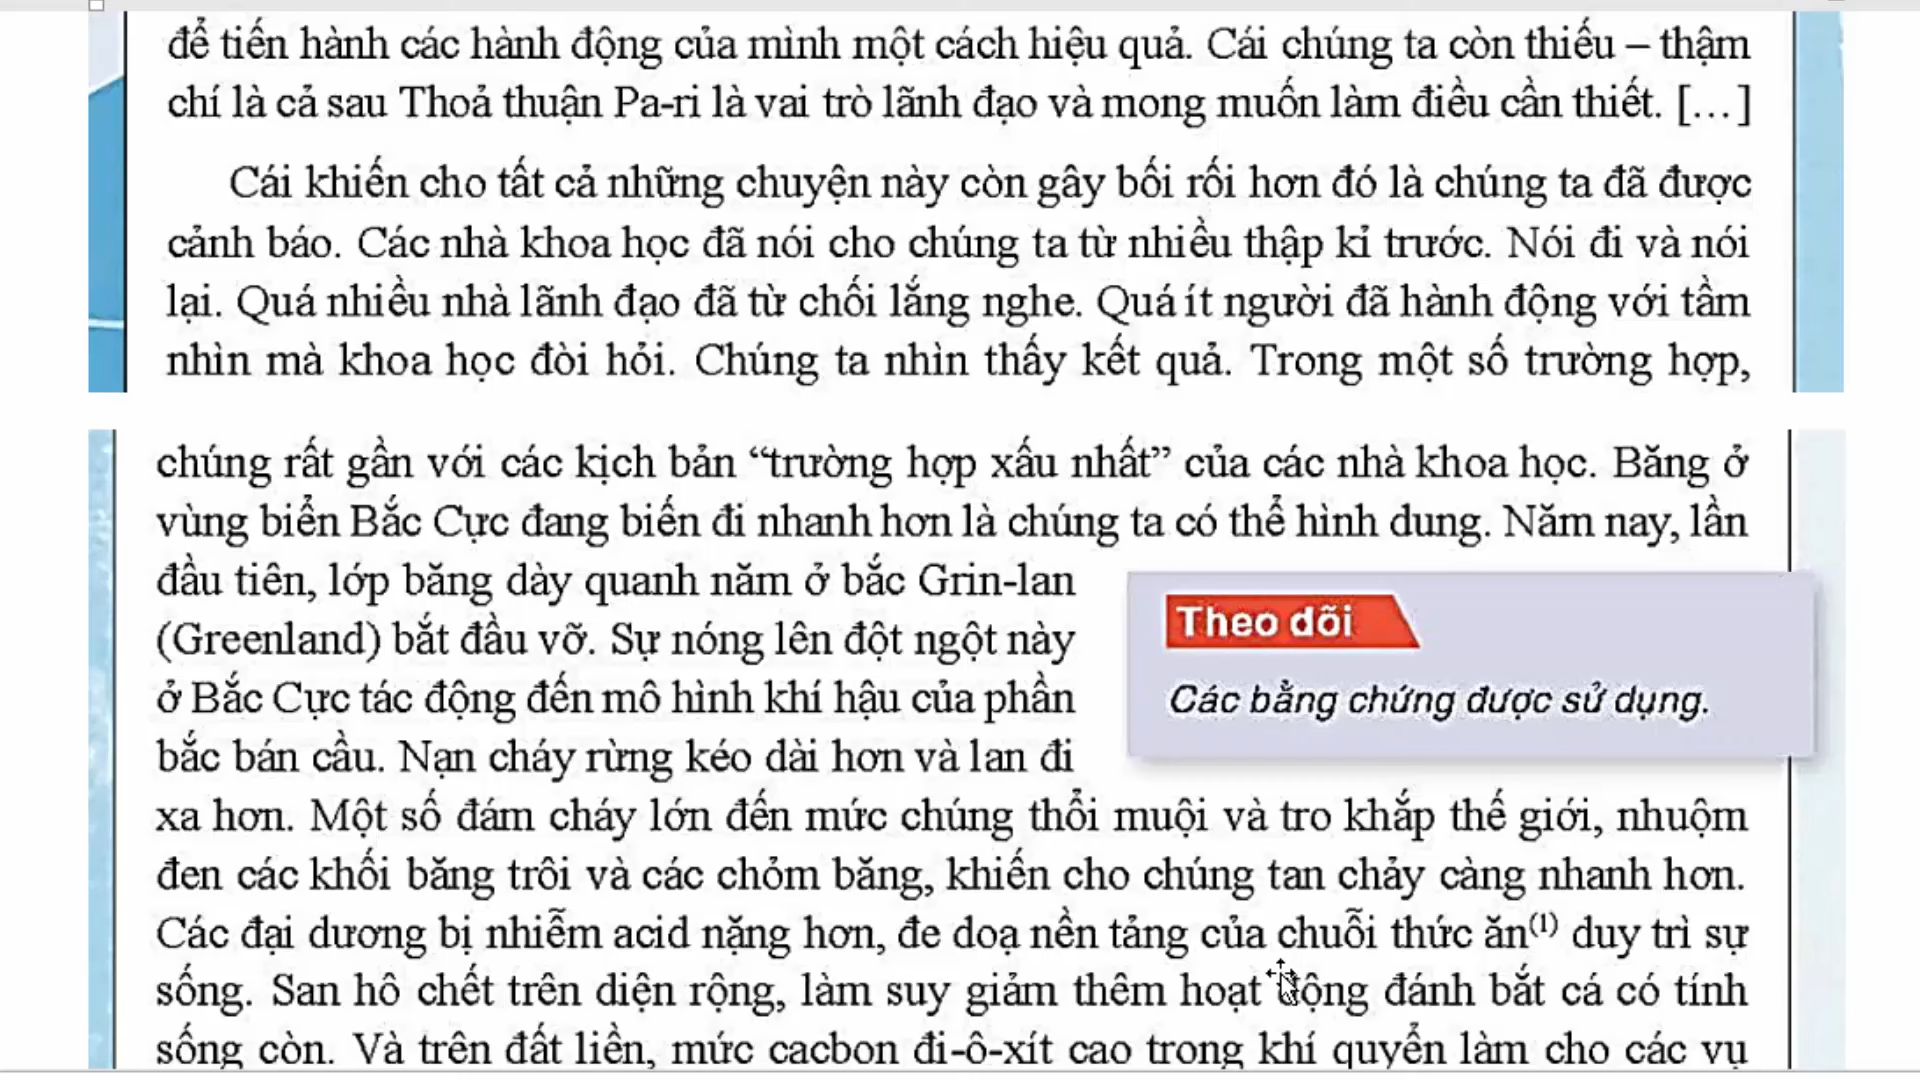 để tiến hành các hành động của mình một cách hiệu quả. Cái chúng ta còn thiếu – thậm
chí là cả sau Thoả thuận Pa-ri là vai trò lãnh đạo và mong muốn làm điều cần thiết. [...]
Cái khiến cho tất cả những chuyện này còn gây bối rối hơn đó là chúng ta đã được
cảnh báo. Các nhà khoa học đã nói cho chúng ta từ nhiều thập kỉ trước. Nói đi và nói
lại. Quá nhiều nhà lãnh đạo đã từ chối lắng nghe. Quá ít người đã hành động với tầm
nhìn mà khoa học đòi hỏi. Chúng ta nhìn thấy kết quả. Trong một số trường hợp,
chúng rất gần với các kịch bản “trường hợp xấu nhất” của các nhà khoa học. Băng ở
vùng biển Bắc Cực đang biến đi nhanh hơn là chúng ta có thể hình dung. Năm nay, lần
đầu tiên, lớp băng dày quanh năm ở bắc Grin-lan
(Greenland) bắt đầu vỡ. Sự nóng lên đột ngột này
ở Bắc Cực tác động đến mô hình khí hậu của phần
bắc bán cầu. Nạn cháy rừng kéo dài hơn và lan đi
Theo dõi
Các bằng chứng được sử dụng.
xa hơn. Một số đám cháy lớn đến mức chúng thổi muội và tro khắp thế giới, nhuộm
đen các khối băng trôi và các chỏm băng, khiến cho chúng tan chảy càng nhanh hơn.
Các đại dương bị nhiễm acid nặng hơn, đe doạ nền tảng của chuỗi thức ăn(1) duy trì sự
sống. San hô chết trên diện rộng, làm suy giảm thêm hoạt động đánh bắt cá có tính
sống còn. Và trên đất liền, mức cacbon đi-ô-xít cao trong khí quyển làm cho các vụ